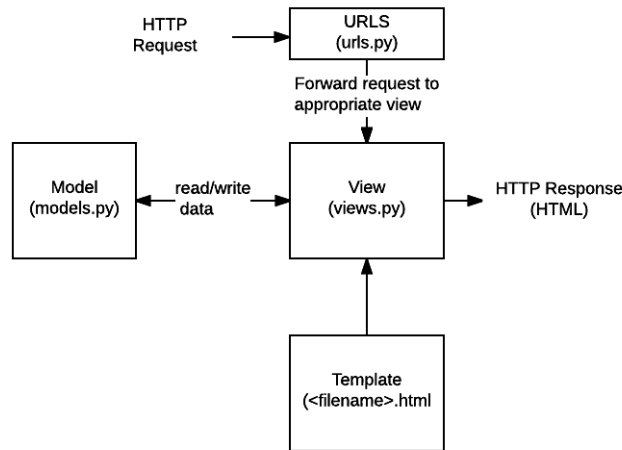 HTTP
Request
URLS
(urls.py)
Forward request to
appropriate view
Model
(models.py)
read/write
data
View
(views.py)
HTTP Response
(HTML)
Template
(<filename>.html